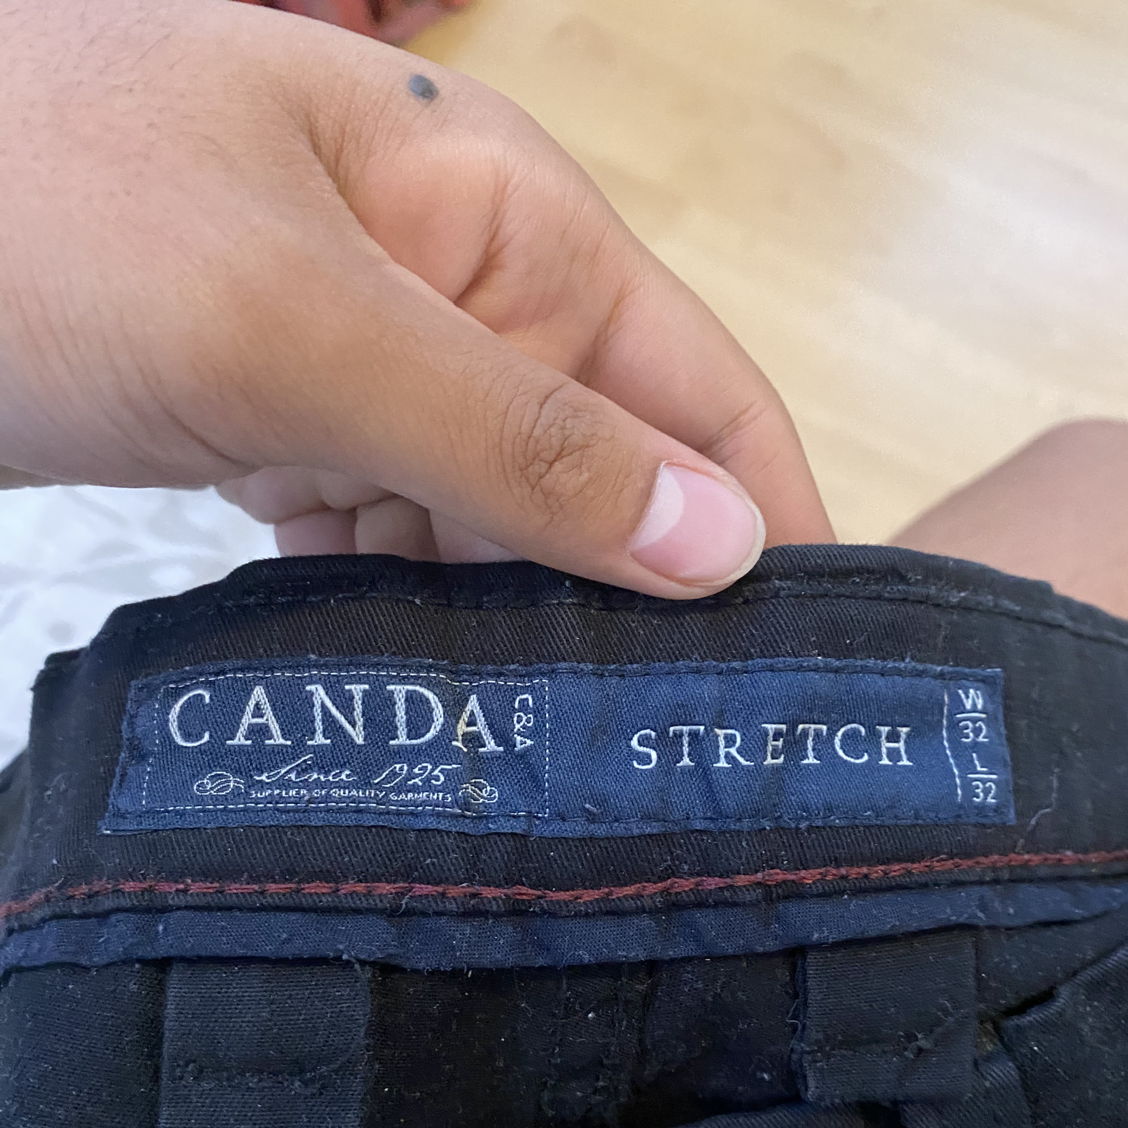 CANDA
C&A
Since 1925
SUPPLIER OF QUALITY GARMENTS
STRETCH
W
32
L
32